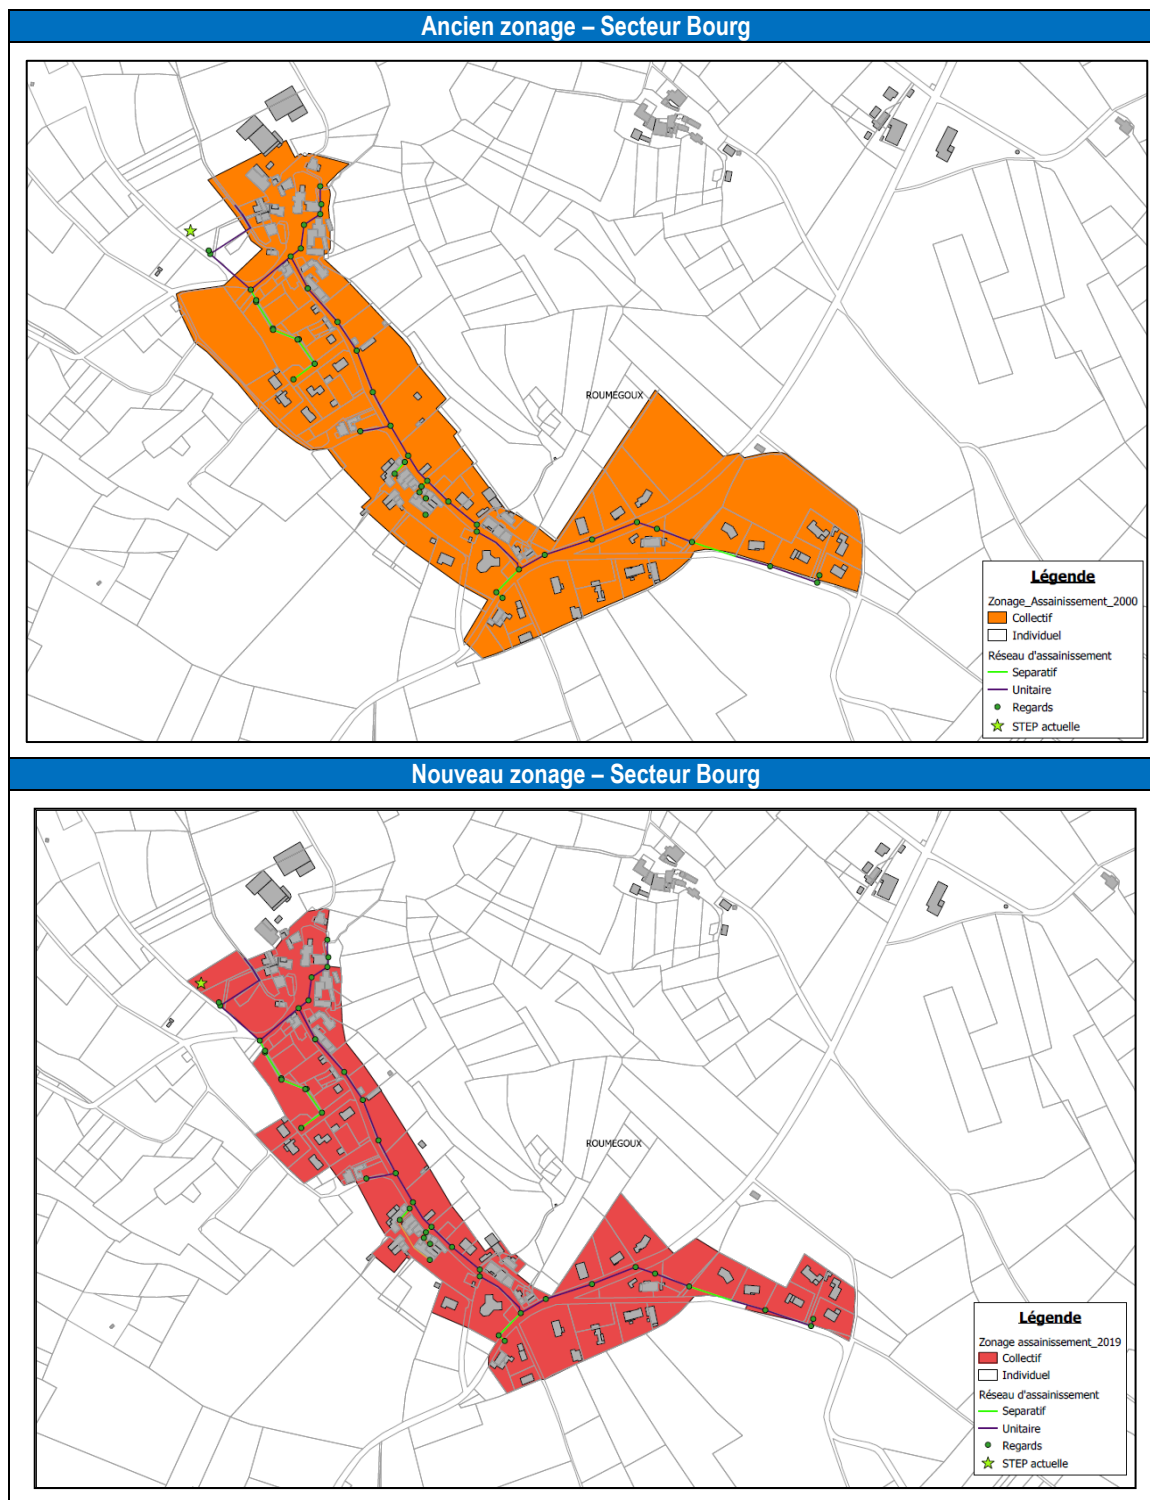 Ancien zonage – Secteur Bourg
ROUMEGOUX
Légende
Zonage_Assainissement_2000
Collectif
Individuel
Réseau d'assainissement
Separatif
Unitaire
Regards
STEP actuelle
Nouveau zonage – Secteur Bourg
ROUMEGOUX
Légende
Zonage assainissement_2019
Collectif
Individuel
Réseau d'assainissement
Separatif
Unitaire
Regards
STEP actuelle